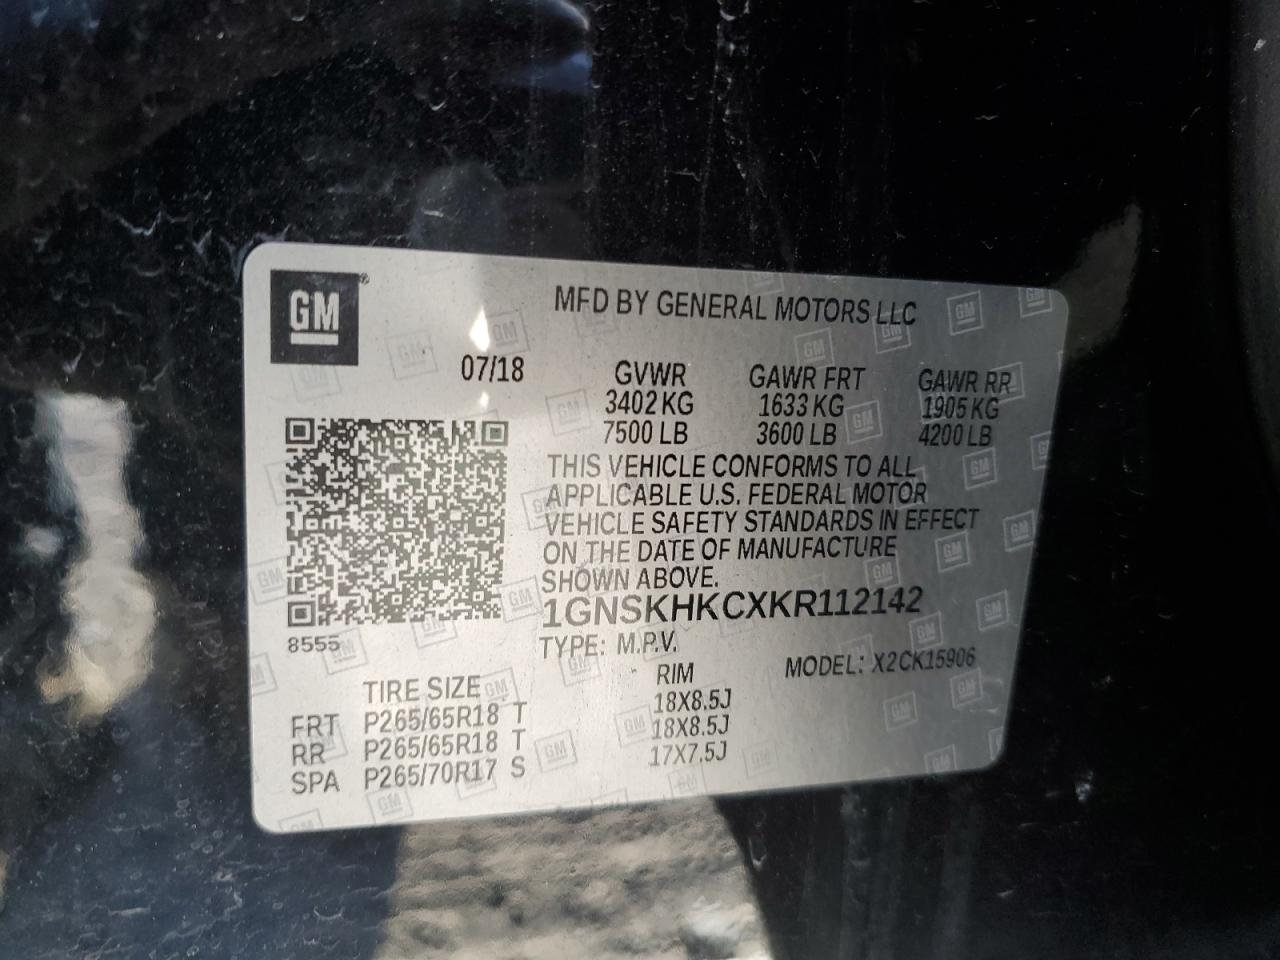 GM®
MFD BY GENERAL MOTORS LLC
07/18
GVWR GAWR FRT GAWR RR
3402 KG 1633 KG 1905 KG
7500 LB 3600 LB 4200 LB
THIS VEHICLE CONFORMS TO ALL
APPLICABLE U.S. FEDERAL MOTOR
VEHICLE SAFETY STANDARDS IN EFFECT
ON THE DATE OF MANUFACTURE
SHOWN ABOVE.
1GNSKHKCXKR112142
8555
TYPE: M.P.V. MODEL: X2CK15906
TIRE SIZE RIM
FRT P265/65R18 T 18X8.5J
RR P265/65R18 T 18X8.5J
SPA P265/70R17 S 17X7.5J